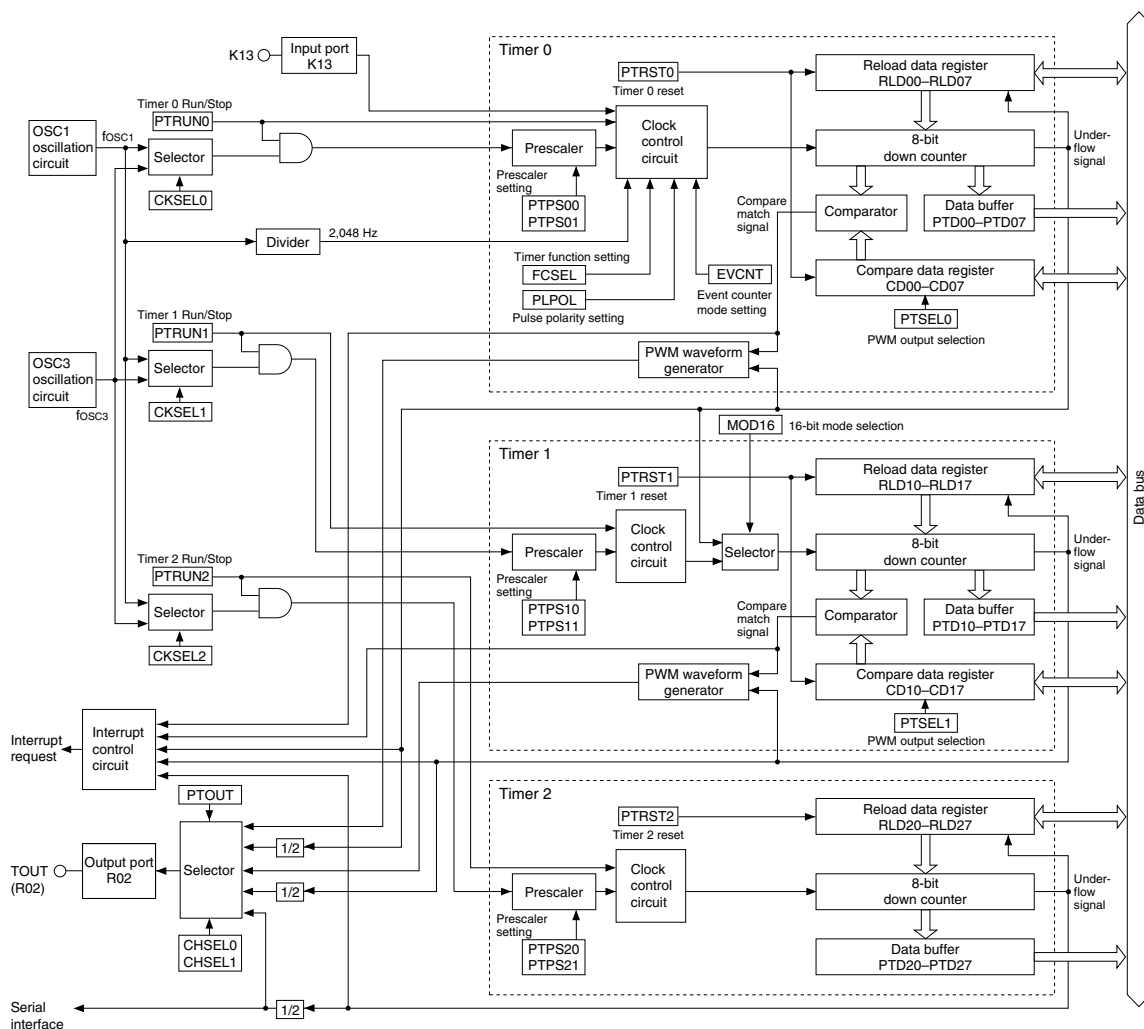 K13
Input port
K13
Timer 0
PTRST0
Timer 0 reset
Reload data register
RLD00–RLD07
Timer 0 Run/Stop
PTRUN0
OSC1
oscillation
circuit
fOSC1
Selector
CKSEL0
Prescaler
Prescaler
setting
PTPS00
PTPS01
Clock
control
circuit
8-bit
down counter
Under-
flow
signal
Compare
match
signal
Comparator
Data buffer
PTD00–PTD07
Divider
2,048 Hz
Timer function setting
FCSEL
PLPOL
Pulse polarity setting
EVCNT
Event counter
mode setting
Compare data register
CD00–CD07
PTSEL0
PWM output selection
Timer 1 Run/Stop
PTRUN1
OSC3
oscillation
circuit
fOSC3
Selector
CKSEL1
PWM waveform
generator
MOD16
16-bit mode selection
Timer 1
PTRST1
Timer 1 reset
Reload data register
RLD10–RLD17
Data bus
Prescaler
Prescaler
setting
PTPS10
PTPS11
Clock
control
circuit
Selector
8-bit
down counter
Under-
flow
signal
Timer 2 Run/Stop
PTRUN2
Selector
CKSEL2
Compare
match
signal
Comparator
Data buffer
PTD10–PTD17
PWM waveform
generator
Compare data register
CD10–CD17
PTSEL1
PWM output selection
Interrupt
request
Interrupt
control
circuit
Timer 2
PTRST2
Timer 2 reset
Reload data register
RLD20–RLD27
PTOUT
TOUT
(R02)
Output port
R02
Selector
1/2
1/2
CHSEL0
CHSEL1
Prescaler
Prescaler
setting
PTPS20
PTPS21
Clock
control
circuit
8-bit
down counter
Under-
flow
signal
Data buffer
PTD20–PTD27
Serial
interface
1/2